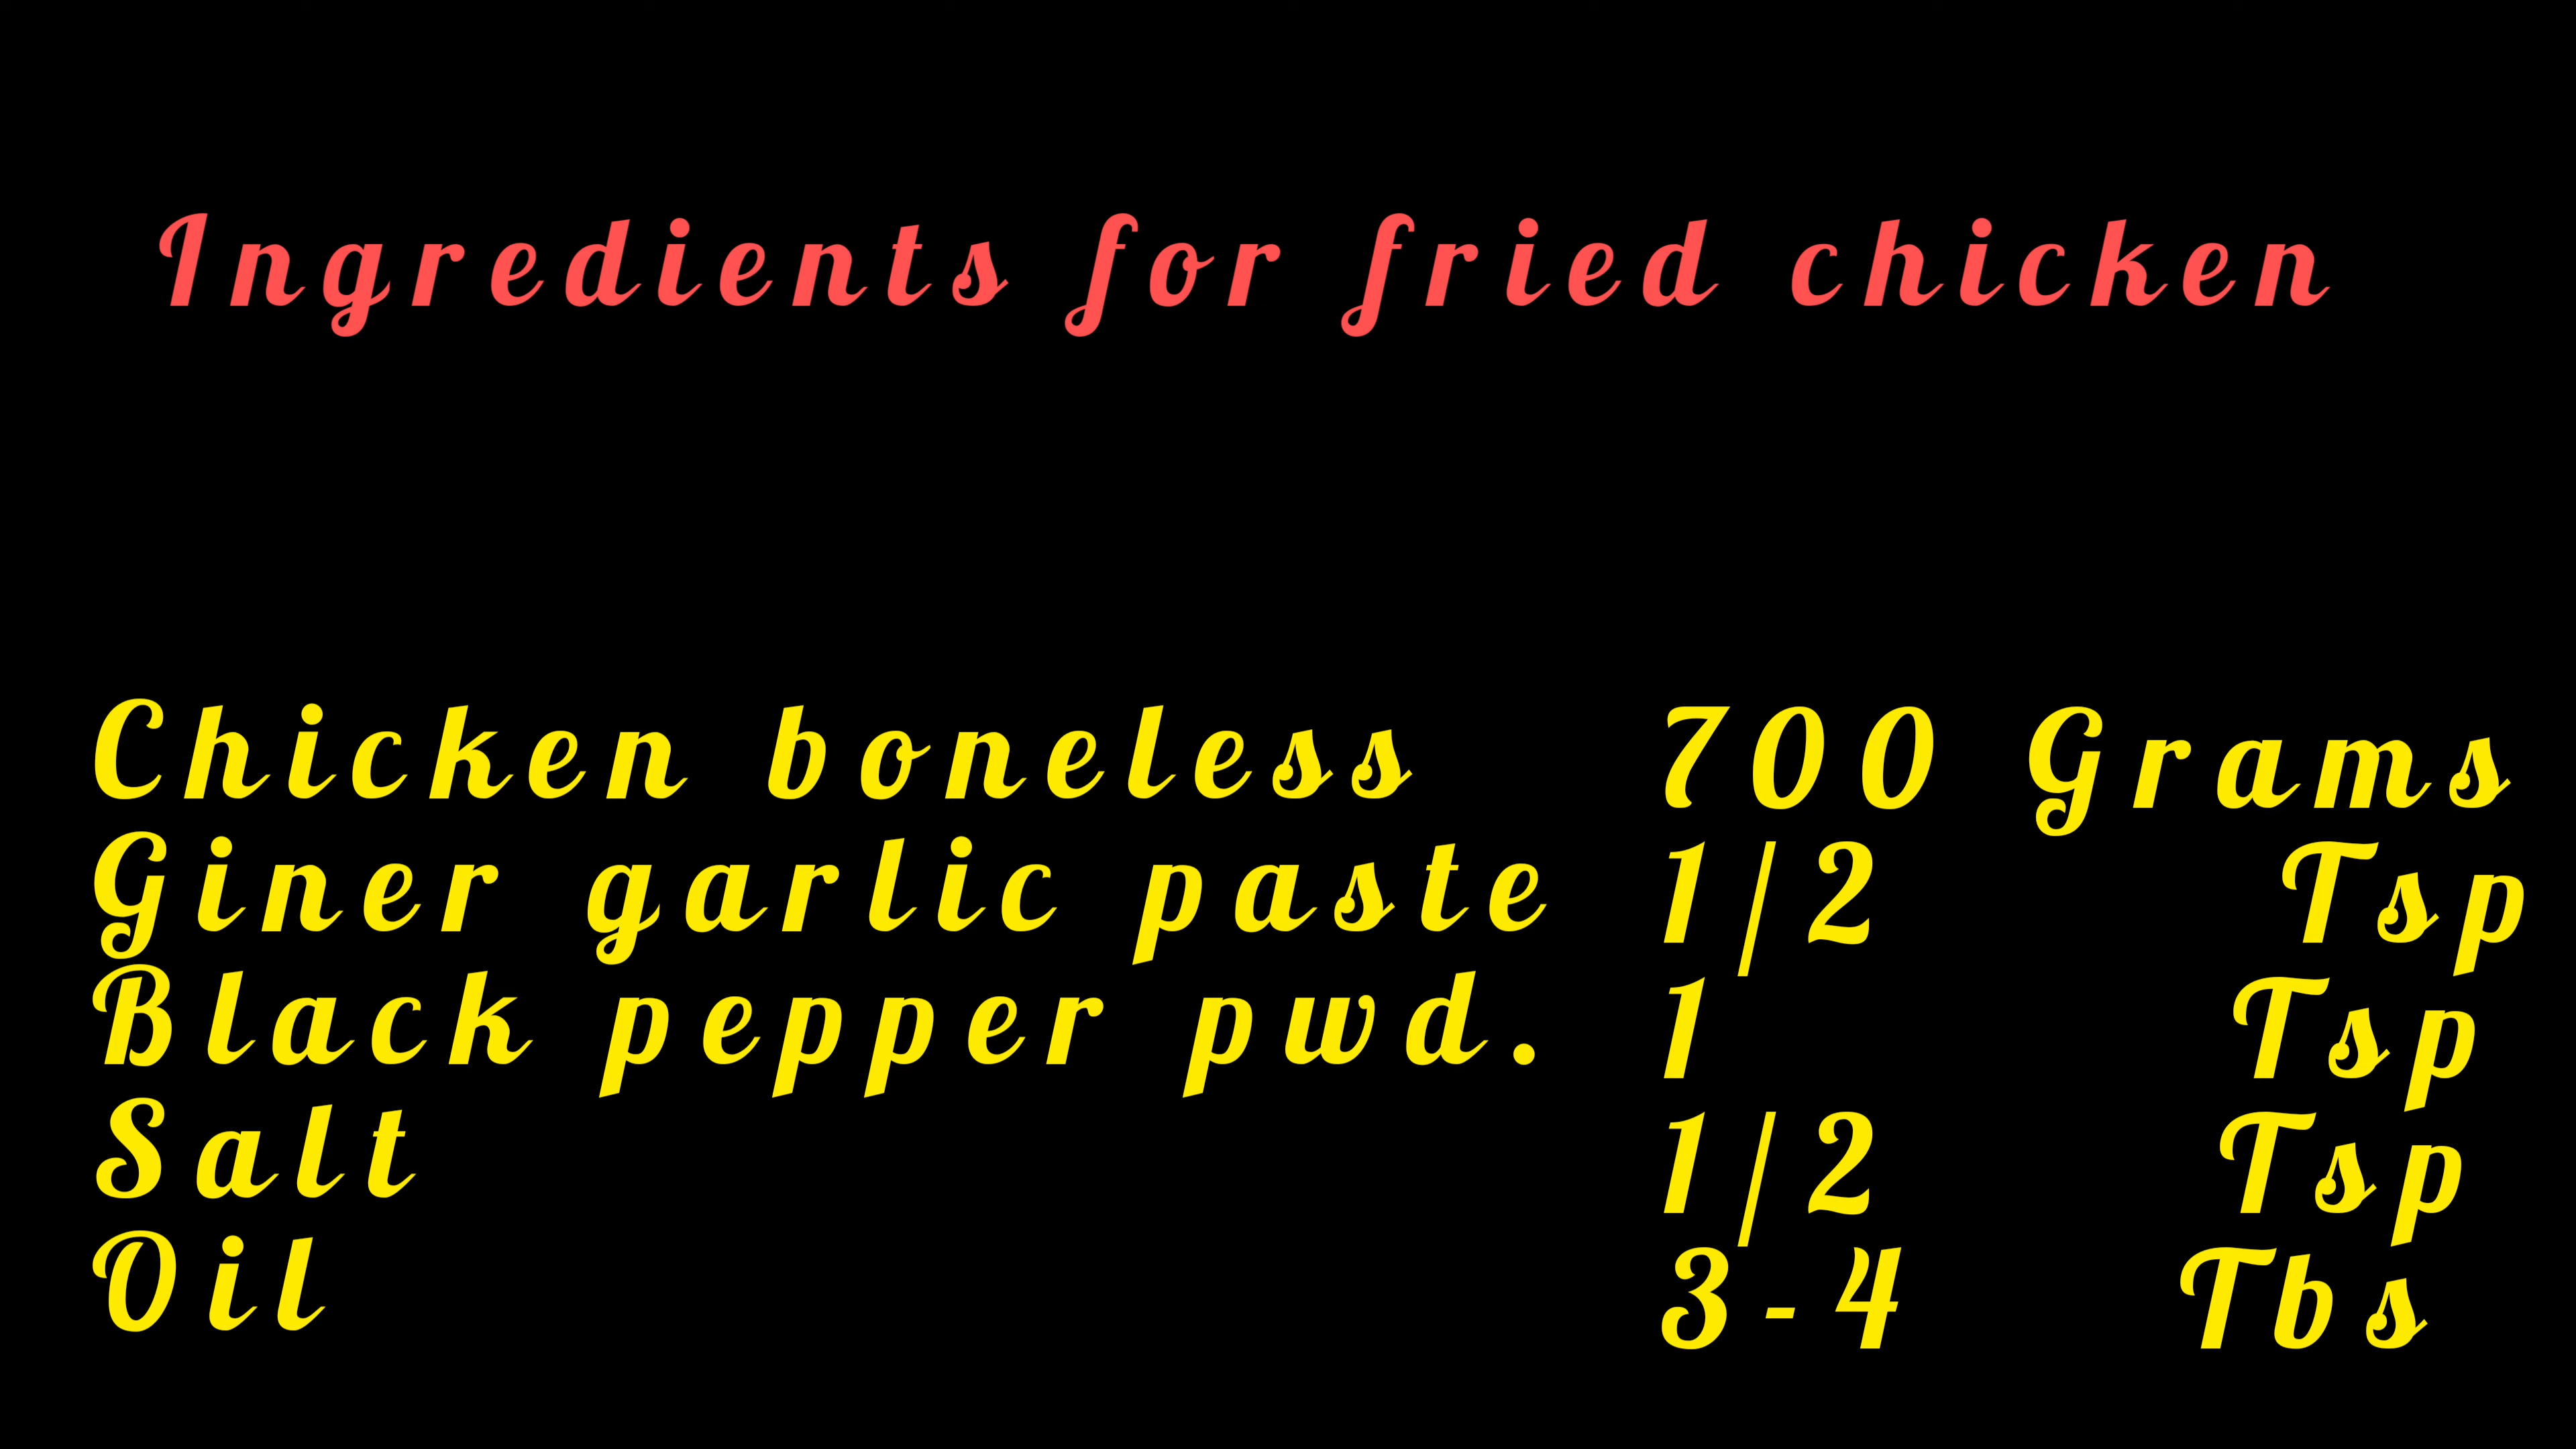 Ingredients for fried chicken
Chicken boneless 700 Grams
Giner garlic paste 1/2 Tsp
Black pepper pwd. 1 Tsp
Salt 1/2 Tsp
Oil 3-4 Tbs